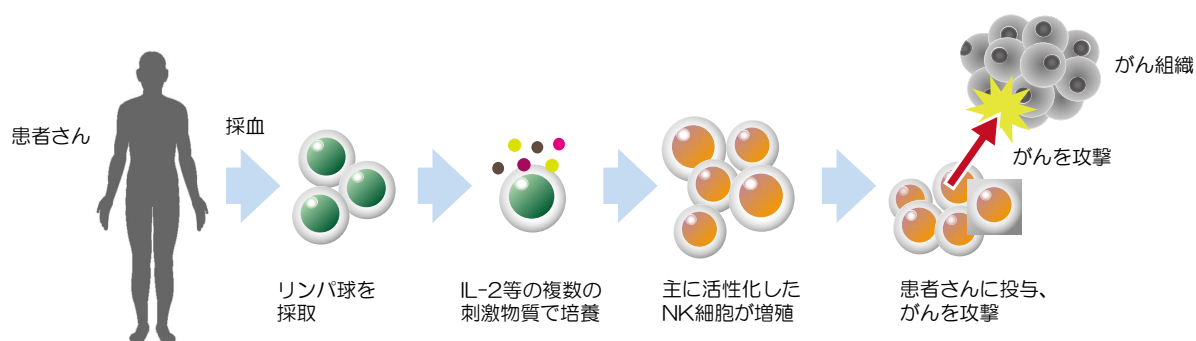 患者さん
採血
リンパ球を
採取
IL-2等の複数の
刺激物質で培養
主に活性化した
NK細胞が増殖
がん組織
がんを攻撃
患者さんに投与、
がんを攻撃